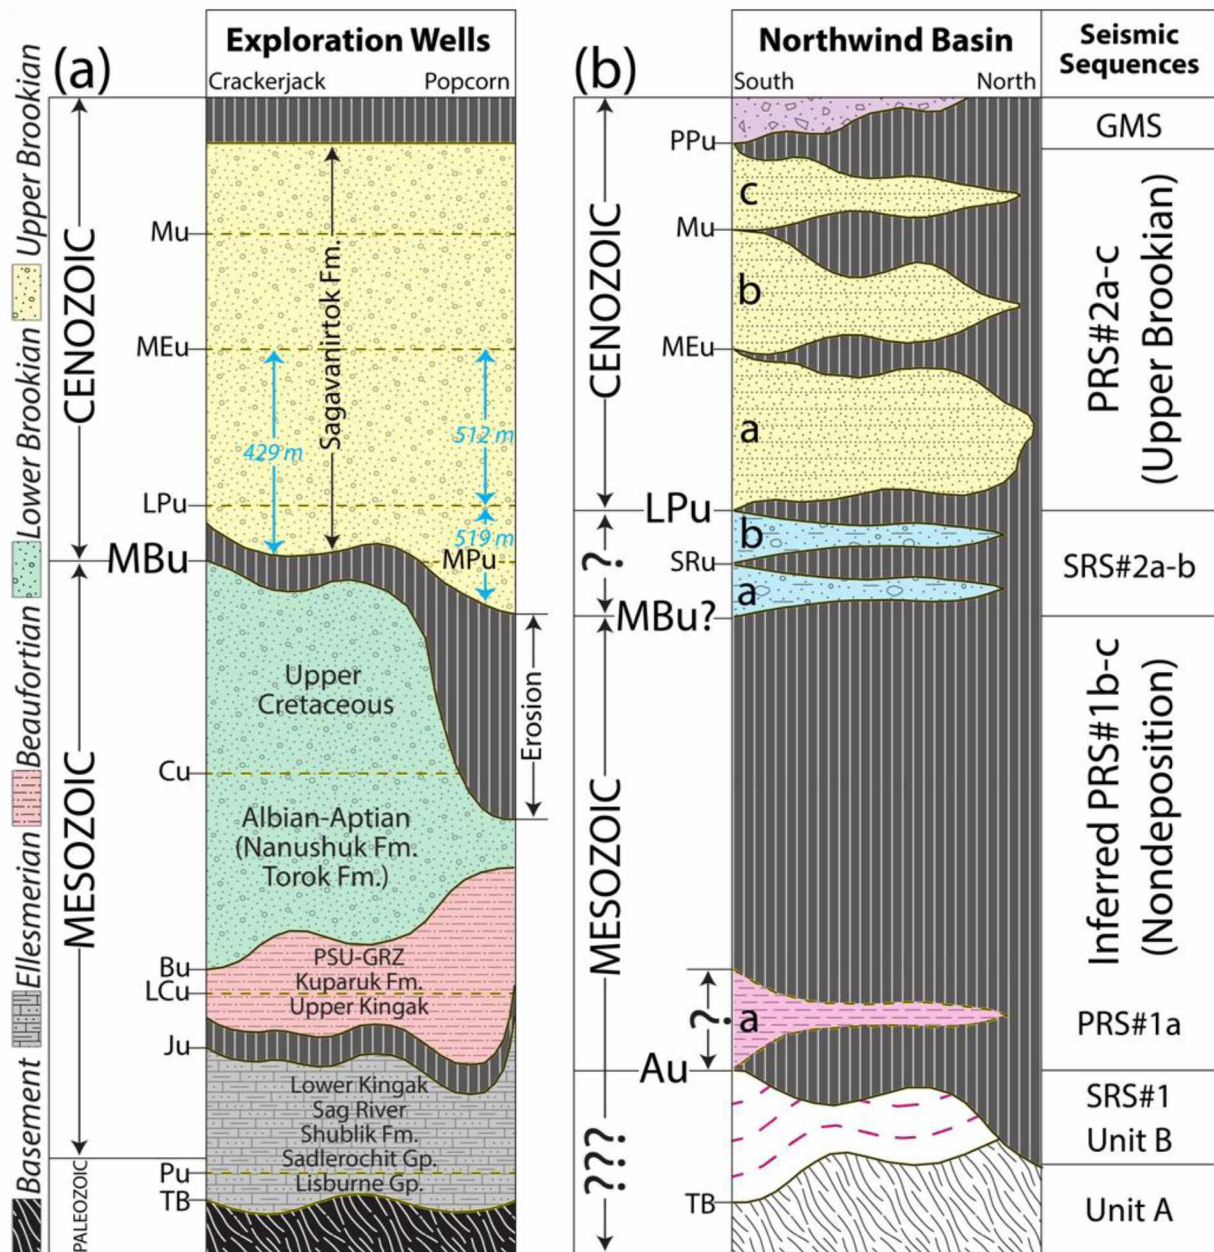 (a)
Exploration Wells
Crackerjack
Popcorn
Upper Brookian
Lower Brookian
Beaufortian
Ellesmerian
Basement
CENOZOIC
MESOZOIC
PALEOZOIC
Mu
MEu
LPu
MBu
Cu
Bu
LCu
Ju
Pu
TB
Sagavanirtok Fm.
429 m
512 m
519 m
MPu
Erosion
Upper
Cretaceous
Albian-Aptian
(Nanushuk Fm.
Torok Fm.)
PSU-GRZ
Kuparuk Fm.
Upper Kingak
Lower Kingak
Sag River
Shublik Fm.
Sadlerochit Gp.
Lisburne Gp.
(b)
Northwind Basin
South
North
Seismic
Sequences
CENOZOIC
?
MESOZOIC
????
PPu
Mu
MEu
LPu
SRu
MBu?
Au
TB
c
b
a
b
a
?
a
GMS
PRS#2a-c
(Upper Brookian)
SRS#2a-b
Inferred PRS#1b-c
(Nondeposition)
PRS#1a
SRS#1
Unit B
Unit A